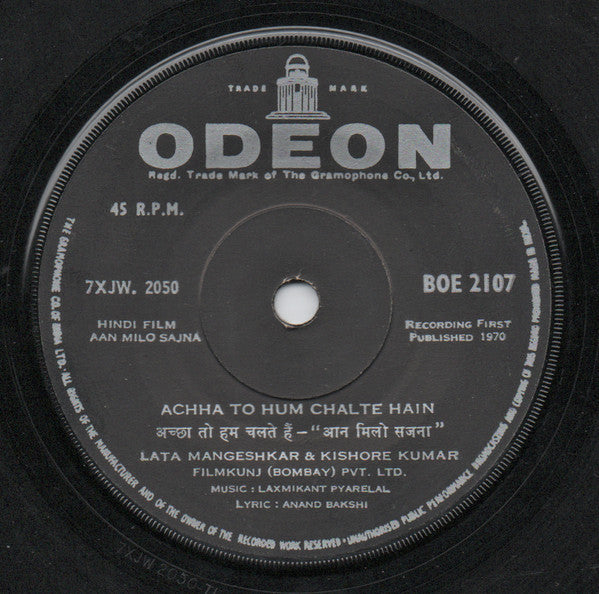 TRADE MARK
ODEON
Regd. Trade Mark of The Gramophone Co., Ltd.
45 R.P.M.
7XJW. 2050
BOE 2107
HINDI FILM
AAN MILO SAJNA
RECORDING FIRST
PUBLISHED 1970
ACHHA TO HUM CHALTE HAIN
अच्छा तो हम चलते हैं – “आन मिलो सजना”
LATA MANGESHKAR & KISHORE KUMAR
FILMKUNJ (BOMBAY) PVT. LTD.
MUSIC : LAXMIKANT PYARELAL
LYRIC : ANAND BAKSHI
THE GRAMOPHONE CO. OF INDIA LTD. ALL RIGHTS OF THE MANUFACTURER AND OF THE OWNER OF THE RECORDED WORK RESERVED · UNAUTHORISED PUBLIC PERFORMANCE BROADCASTING AND COPYING OF THIS RECORD PROHIBITED
7XJW 2050-T1